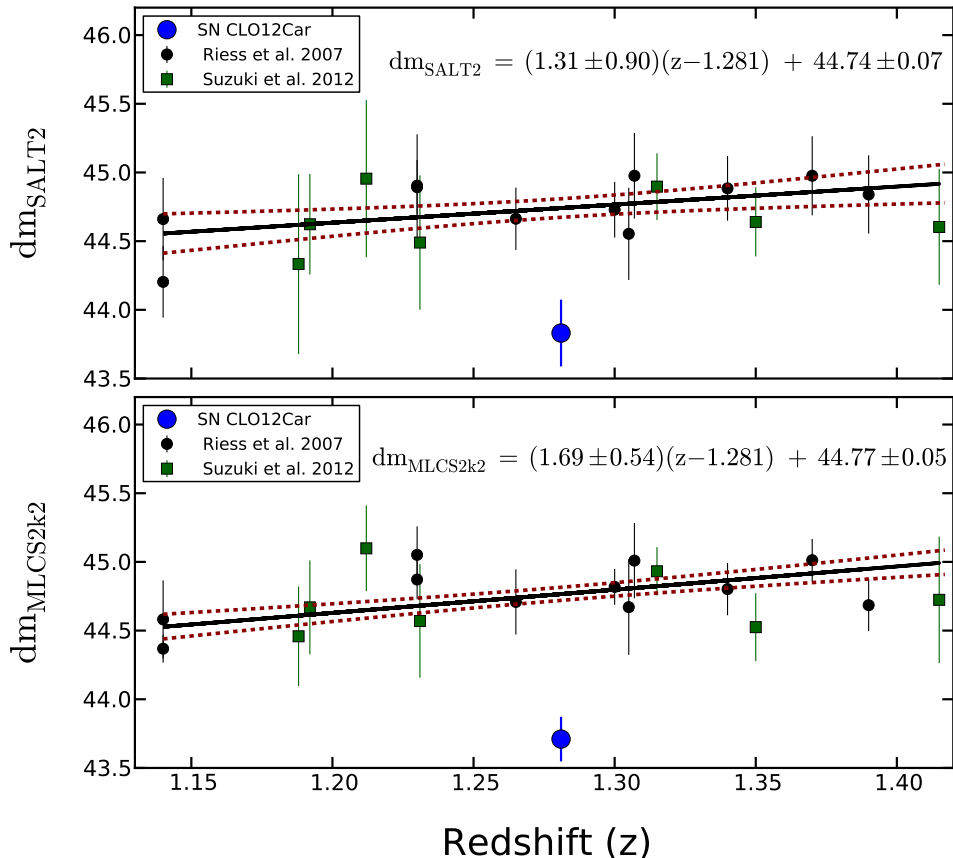 46.0
45.5
45.0
44.5
44.0
43.5
dm_SALT2
SN CLO12Car
Riess et al. 2007
Suzuki et al. 2012
dm_SALT2 = (1.31±0.90)(z−1.281) + 44.74±0.07
46.0
45.5
45.0
44.5
44.0
43.5
dm_MLCS2k2
SN CLO12Car
Riess et al. 2007
Suzuki et al. 2012
dm_MLCS2k2 = (1.69±0.54)(z−1.281) + 44.77±0.05
1.15 1.20 1.25 1.30 1.35 1.40
Redshift (z)